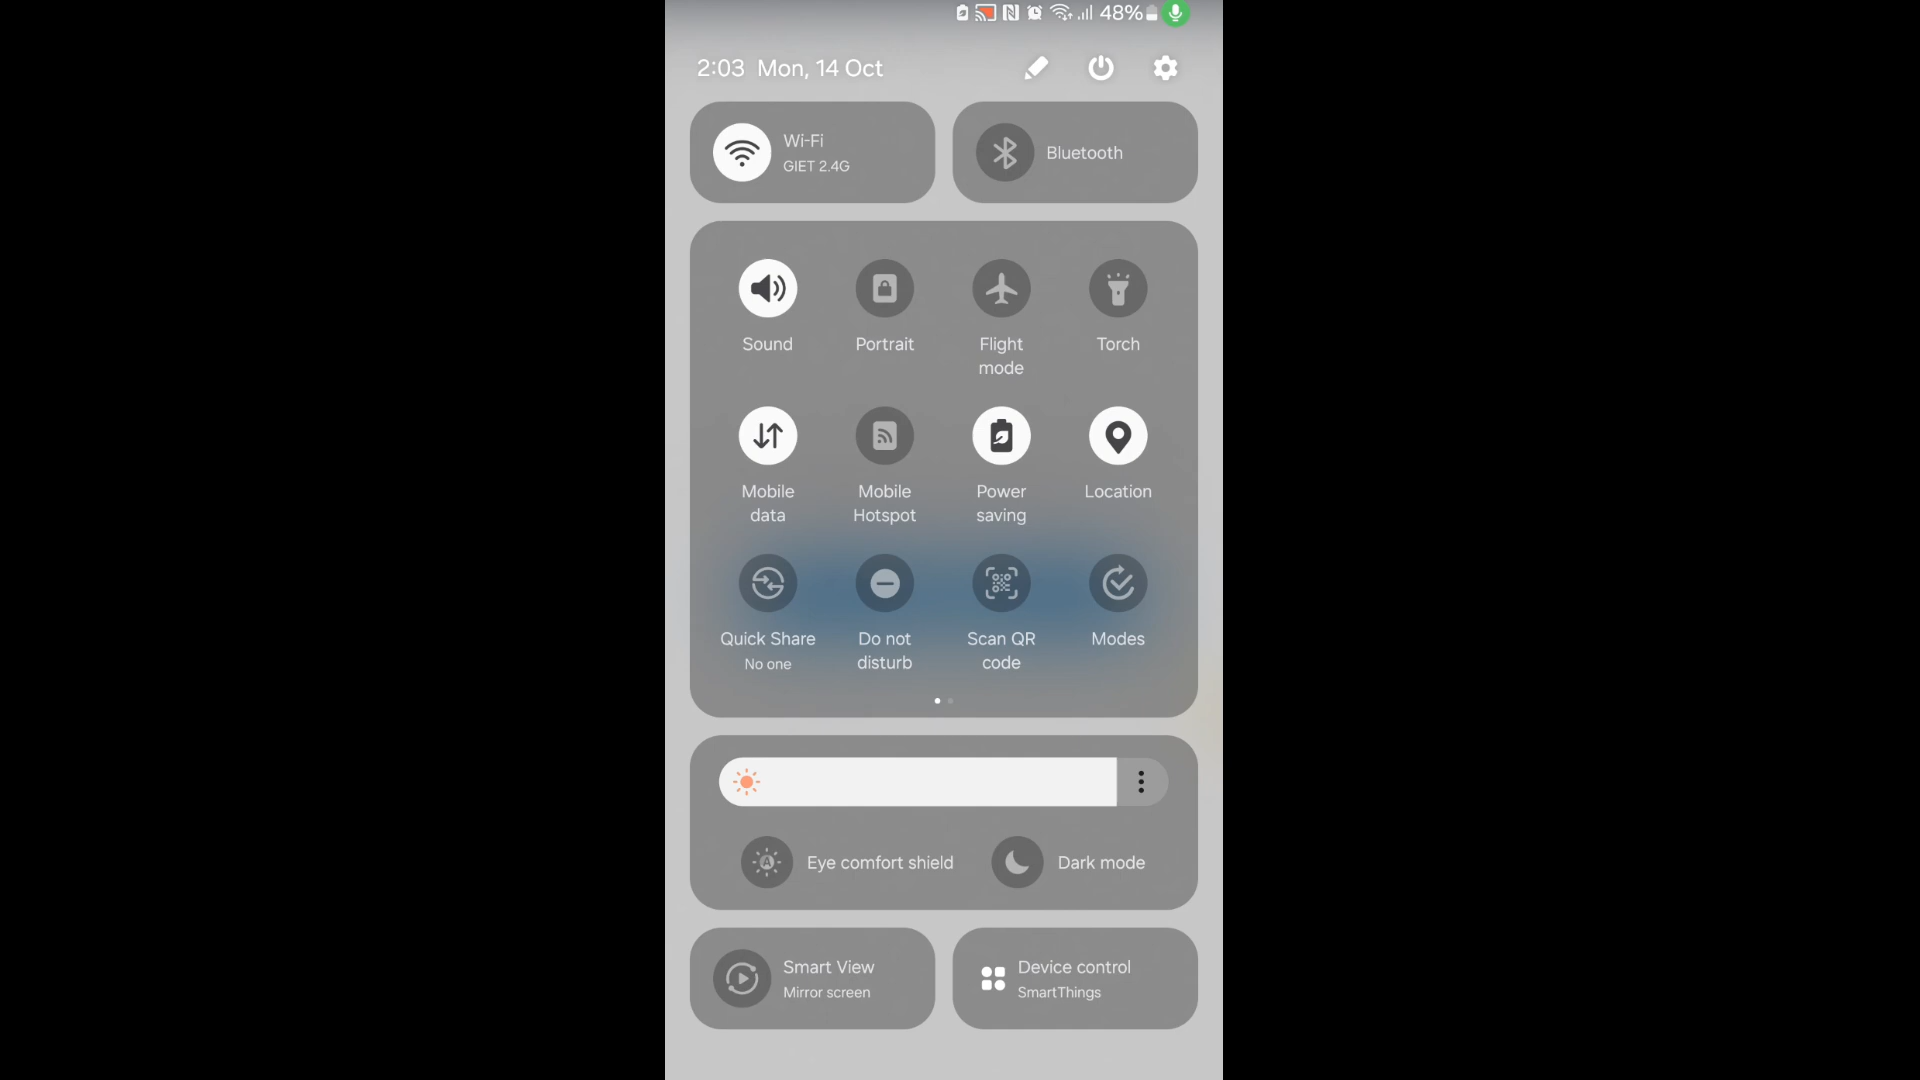 48%
2:03 Mon, 14 Oct
Wi-Fi
GIET 2.4G
Bluetooth
Sound
Portrait
Flight
mode
Torch
Mobile
data
Mobile
Hotspot
Power
saving
Location
Quick Share
No one
Do not
disturb
Scan QR
code
Modes
Eye comfort shield
Dark mode
Smart View
Mirror screen
Device control
SmartThings